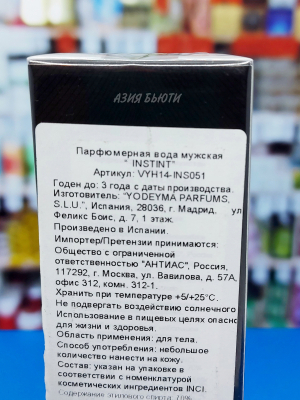 АЗИЯ БЬЮТИ
Парфюмерная вода мужская
" INSTINT"
Артикул: VYH14-INS051
Годен до: 3 года с даты производства.
Изготовитель: "YODEYMA PARFUMS,
S.L.U.", Испания, 28036, г. Мадрид, ул
Феликс Боис, д. 7, 1 этаж.
Произведено в Испании.
Импортер/Претензии принимаются:
Общество с ограниченной
ответственностью "АНТИАС", Россия,
117292, г. Москва, ул. Вавилова, д. 57А,
офис 312, комн. 312-1.
Хранить при температуре +5/+25°С.
Не подвергать воздействию солнечного
Использование в пищевых целях опасно
для жизни и здоровья.
Область применения: для тела.
Способ употребления: небольшое
количество нанести на кожу.
Состав: указан на упаковке в
соответствии с номенклатурой
косметических ингредиентов INCI.
Содержание этилового спирта: 78%